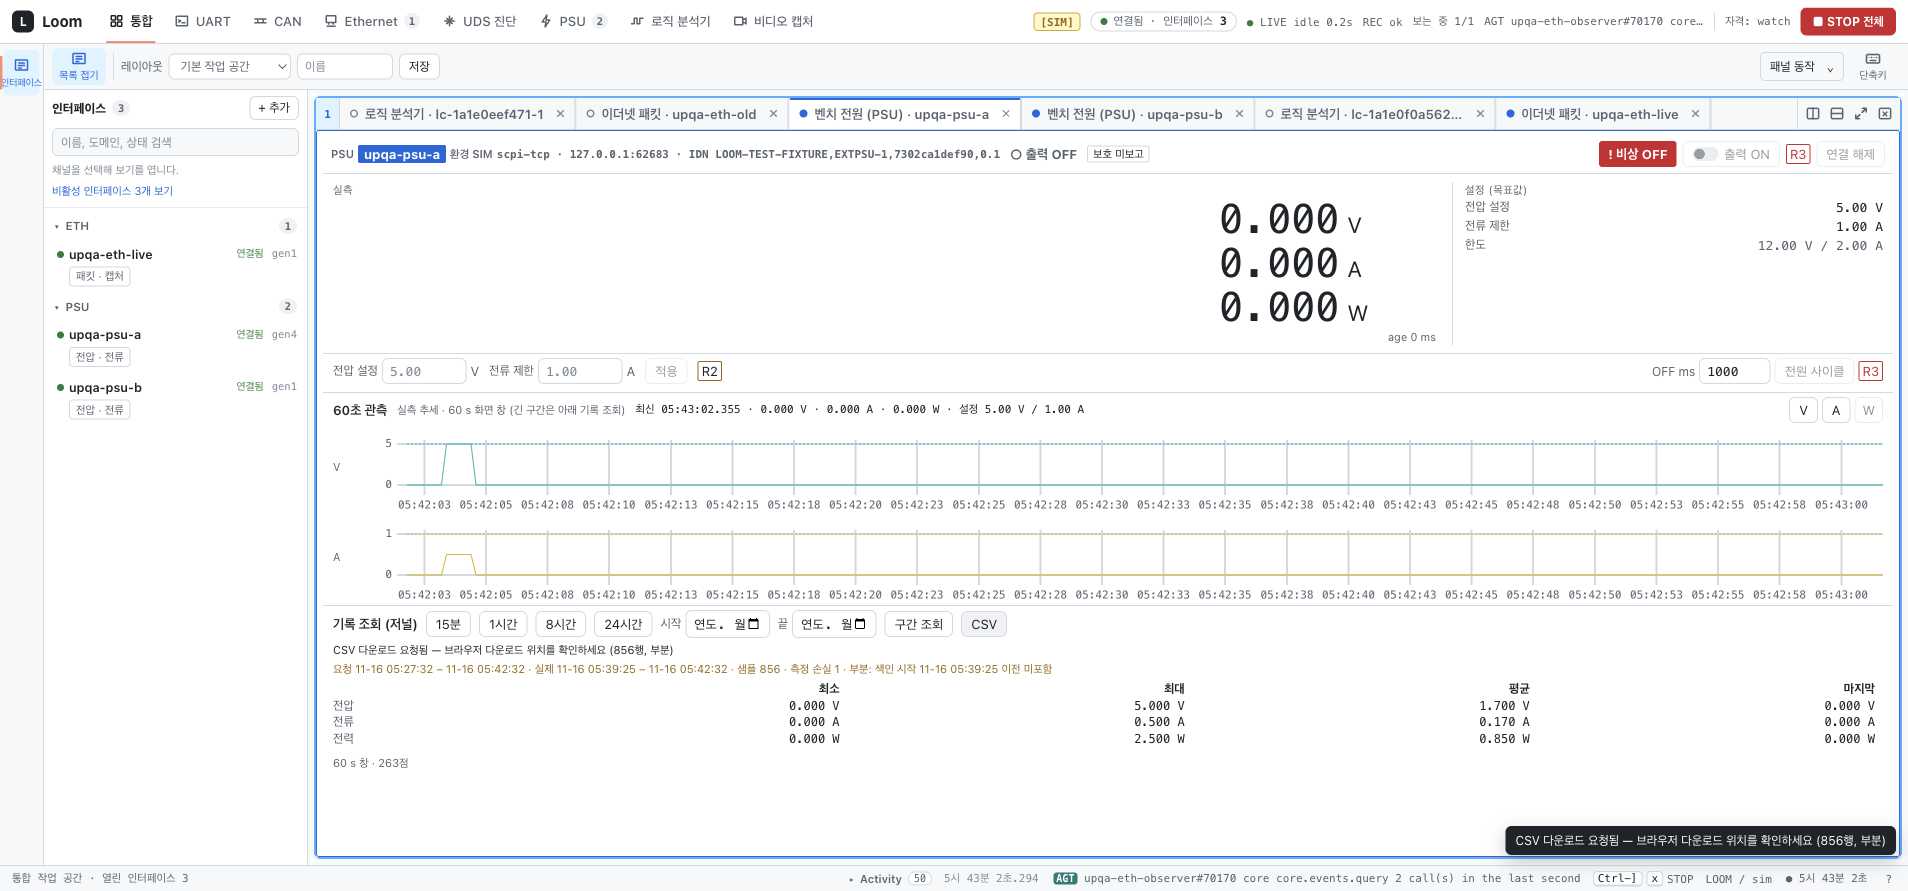 L Loom 통합 UART CAN Ethernet 1 UDS 진단 PSU 2 로직 분석기 비디오 캡처 [SIM] 연결됨 · 인터페이스 3 LIVE idle 0.2s REC ok 보는 중 1/1 AGT upqa-eth-observer#70170 core… 자격: watch STOP 전체
인터페이스 목록 접기 레이아웃 기본 작업 공간 이름 저장 패널 동작 단축키
인터페이스 3 + 추가
이름, 도메인, 상태 검색
채널을 선택해 보기를 엽니다.
비활성 인터페이스 3개 보기
ETH 1
upqa-eth-live 연결됨 gen1
패킷 · 캡처
PSU 2
upqa-psu-a 연결됨 gen4
전압 · 전류
upqa-psu-b 연결됨 gen1
전압 · 전류
1 로직 분석기 · lc-1a1e0eef471-1 이더넷 패킷 · upqa-eth-old 벤치 전원 (PSU) · upqa-psu-a 벤치 전원 (PSU) · upqa-psu-b 로직 분석기 · lc-1a1e0f0a562... 이더넷 패킷 · upqa-eth-live
PSU upqa-psu-a 환경 SIM scpi-tcp · 127.0.0.1:62683 · IDN LOOM-TEST-FIXTURE,EXTPSU-1,7302ca1def90,0.1 출력 OFF 보호 미보고 ! 비상 OFF 출력 ON R3 연결 해제
실측
0.000 V
0.000 A
0.000 W
age 0 ms
설정 (목표값)
전압 설정 5.00 V
전류 제한 1.00 A
한도 12.00 V / 2.00 A
전압 설정 5.00 V 전류 제한 1.00 A 적용 R2 OFF ms 1000 전원 사이클 R3
60초 관측 실측 추세 · 60 s 화면 창 (긴 구간은 아래 기록 조회) 최신 05:43:02.355 · 0.000 V · 0.000 A · 0.000 W · 설정 5.00 V / 1.00 A V A W
5
V
0
05:42:03 05:42:05 05:42:08 05:42:10 05:42:13 05:42:15 05:42:18 05:42:20 05:42:23 05:42:25 05:42:28 05:42:30 05:42:33 05:42:35 05:42:38 05:42:40 05:42:43 05:42:45 05:42:48 05:42:50 05:42:53 05:42:55 05:42:58 05:43:00
1
A
0
05:42:03 05:42:05 05:42:08 05:42:10 05:42:13 05:42:15 05:42:18 05:42:20 05:42:23 05:42:25 05:42:28 05:42:30 05:42:33 05:42:35 05:42:38 05:42:40 05:42:43 05:42:45 05:42:48 05:42:50 05:42:53 05:42:55 05:42:58 05:43:00
기록 조회 (저널) 15분 1시간 8시간 24시간 시작 연도. 월 끝 연도. 월 구간 조회 CSV
CSV 다운로드 요청됨 — 브라우저 다운로드 위치를 확인하세요 (856행, 부분)
요청 11-16 05:27:32 – 11-16 05:42:32 · 실제 11-16 05:39:25 – 11-16 05:42:32 · 샘플 856 · 측정 손실 1 · 부분: 색인 시작 11-16 05:39:25 이전 미포함
최소 최대 평균 마지막
전압 0.000 V 5.000 V 1.700 V 0.000 V
전류 0.000 A 0.500 A 0.170 A 0.000 A
전력 0.000 W 2.500 W 0.850 W 0.000 W
60 s 창 · 263점
CSV 다운로드 요청됨 — 브라우저 다운로드 위치를 확인하세요 (856행, 부분)
통합 작업 공간 · 열린 인터페이스 3 Activity 50 5시 43분 2초.294 AGT upqa-eth-observer#70170 core core.events.query 2 call(s) in the last second Ctrl-] x STOP LOOM / sim 5시 43분 2초 ?